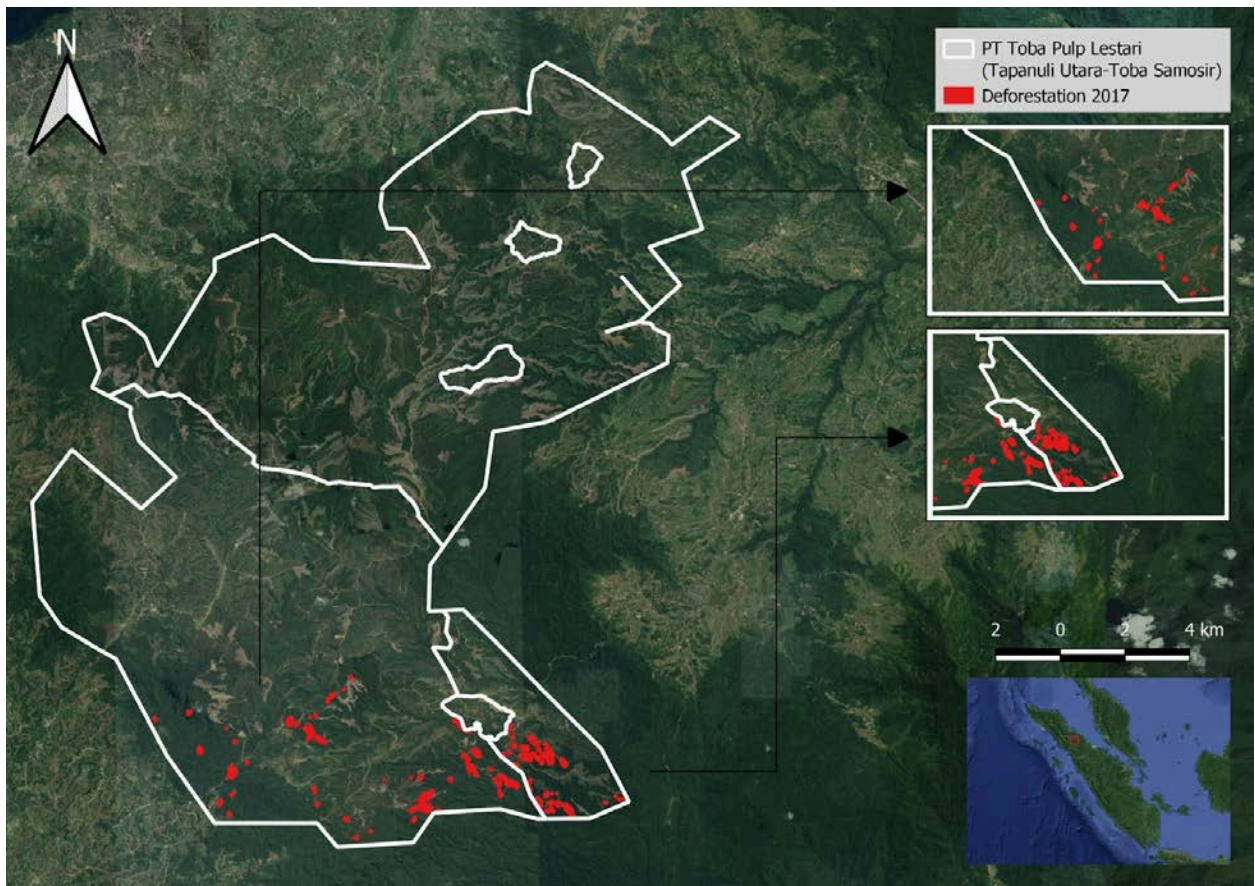 N
PT Toba Pulp Lestari
(Tapanuli Utara-Toba Samosir)
Deforestation 2017
2 0 2 4 km